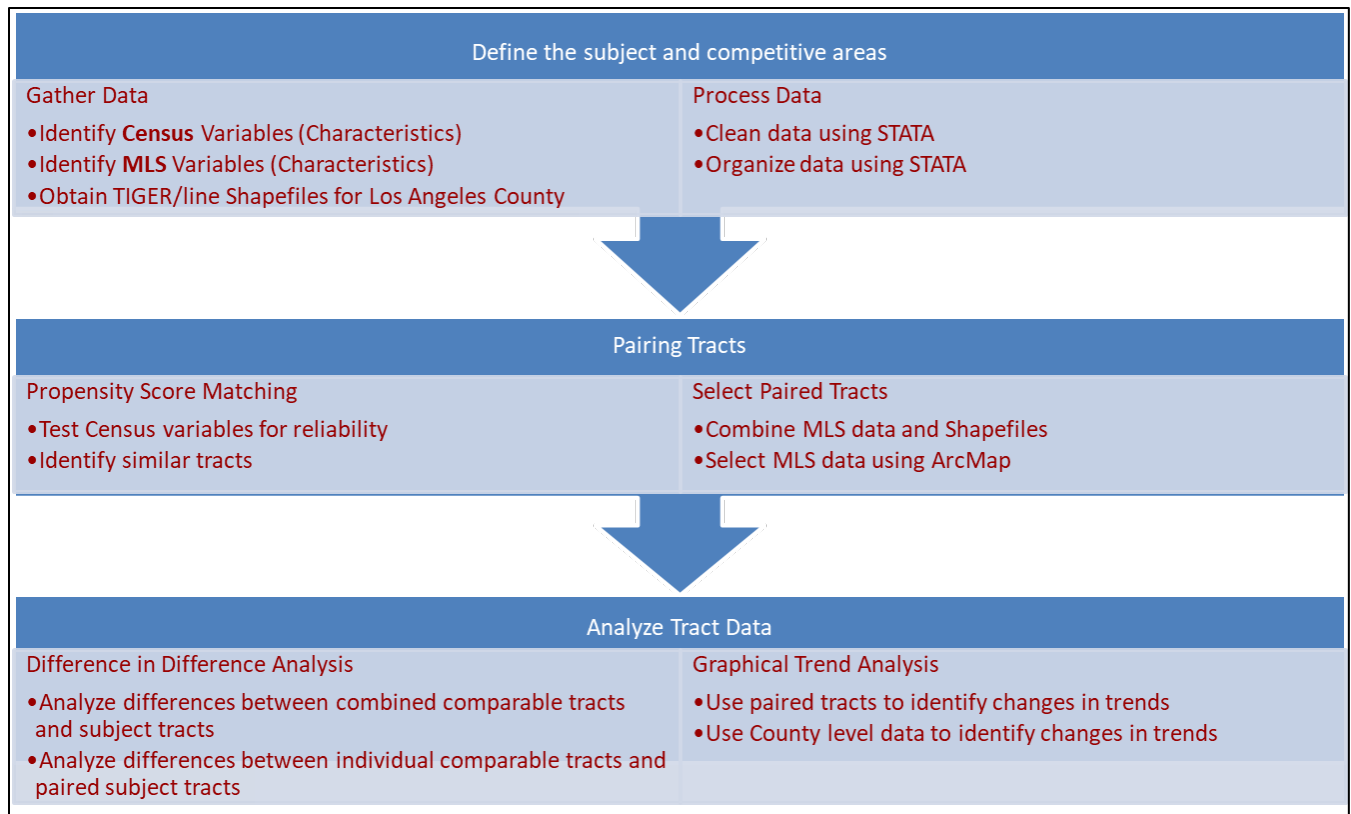 Define the subject and competitive areas
Gather Data
•Identify Census Variables (Characteristics)
•Identify MLS Variables (Characteristics)
•Obtain TIGER/line Shapefiles for Los Angeles County
Process Data
•Clean data using STATA
•Organize data using STATA
Pairing Tracts
Propensity Score Matching
•Test Census variables for reliability
•Identify similar tracts
Select Paired Tracts
•Combine MLS data and Shapefiles
•Select MLS data using ArcMap
Analyze Tract Data
Difference in Difference Analysis
•Analyze differences between combined comparable tracts
and subject tracts
•Analyze differences between individual comparable tracts and
paired subject tracts
Graphical Trend Analysis
•Use paired tracts to identify changes in trends
•Use County level data to identify changes in trends